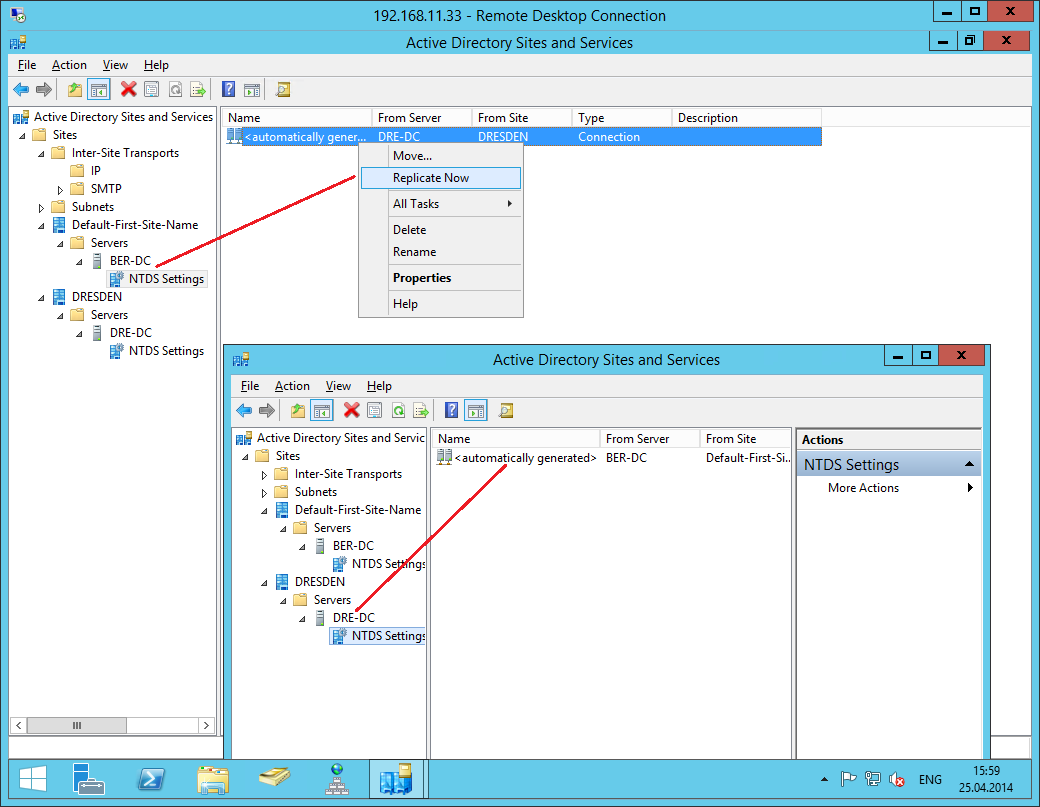 192.168.11.33 - Remote Desktop Connection
Active Directory Sites and Services
File Action View Help
Active Directory Sites and Services
Sites
Inter-Site Transports
IP
SMTP
Subnets
Default-First-Site-Name
Servers
BER-DC
NTDS Settings
DRESDEN
Servers
DRE-DC
NTDS Settings
Name From Server From Site Type Description
<automatically gener... DRE-DC DRESDEN Connection
Move...
Replicate Now
All Tasks
Delete
Rename
Properties
Help
Active Directory Sites and Services
File Action View Help
Active Directory Sites and Servic
Sites
Inter-Site Transports
Subnets
Default-First-Site-Name
Servers
BER-DC
NTDS Settings
DRESDEN
Servers
DRE-DC
NTDS Settings
Name From Server From Site
<automatically generated> BER-DC Default-First-Si...
Actions
NTDS Settings
More Actions
ENG
15:59
25.04.2014